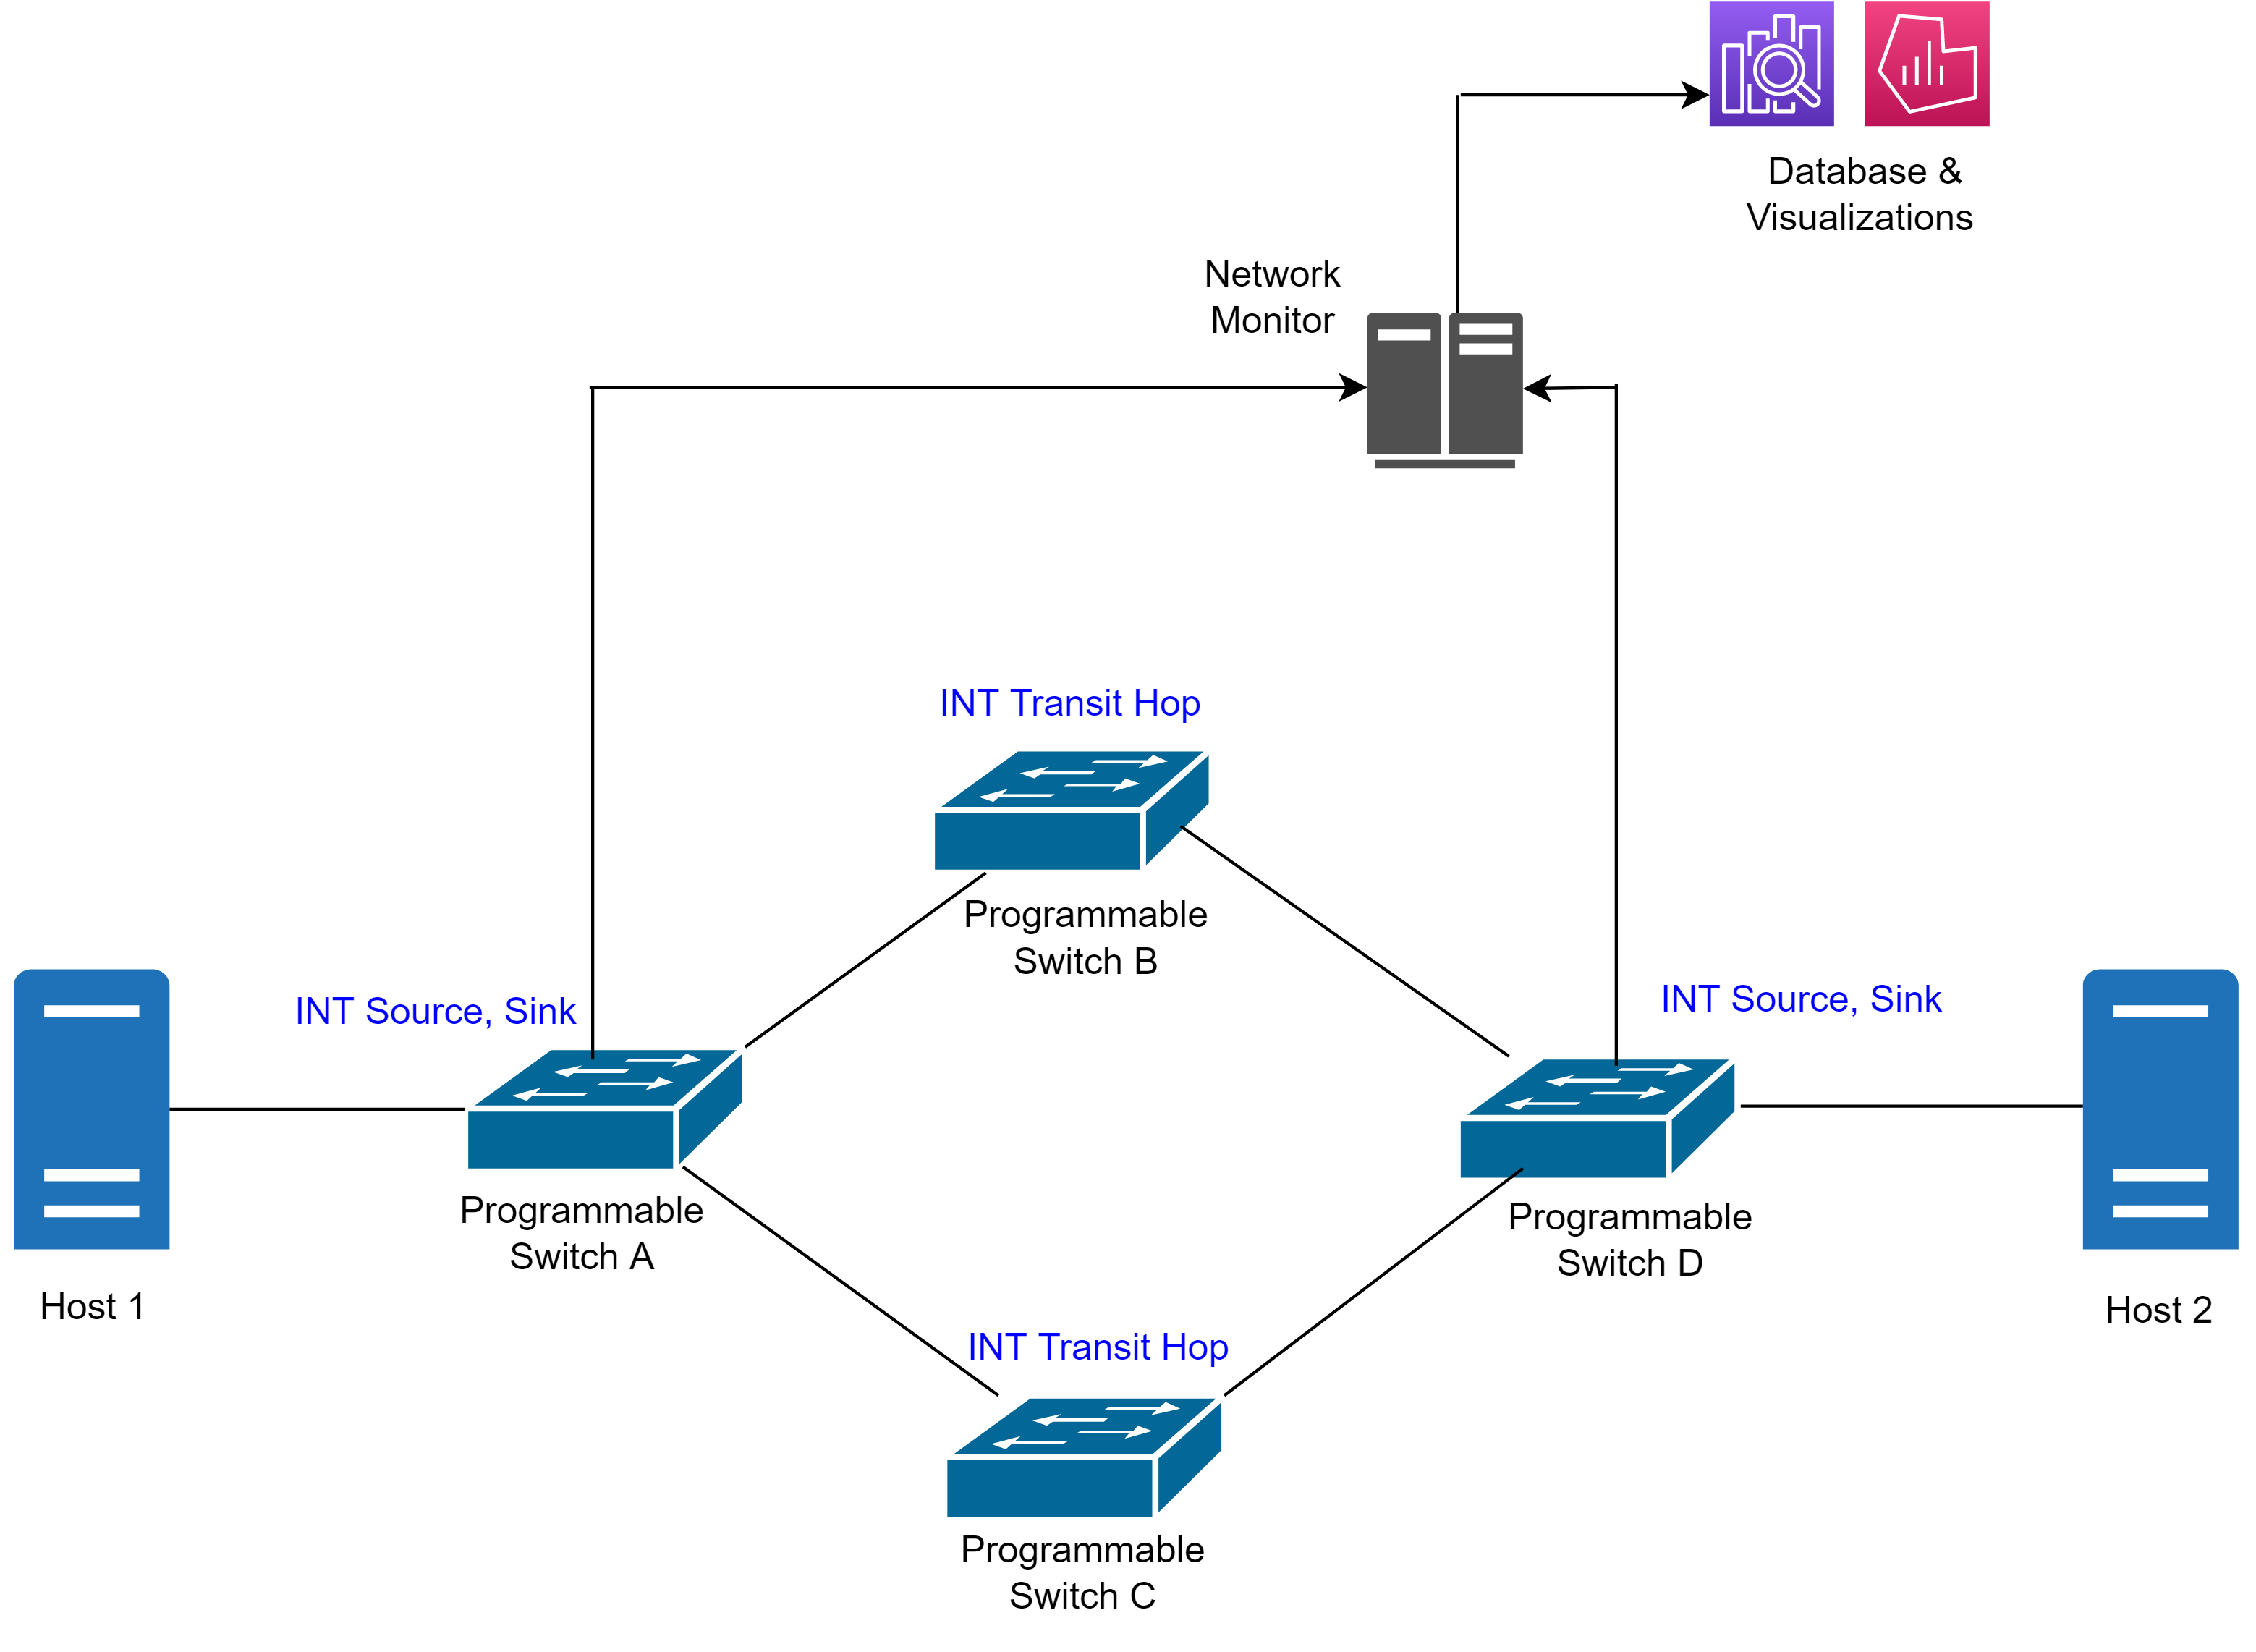 Database &
Visualizations
Network
Monitor
INT Transit Hop
Programmable
Switch B
INT Source, Sink
INT Source, Sink
Programmable
Switch A
Programmable
Switch D
Host 1
Host 2
INT Transit Hop
Programmable
Switch C